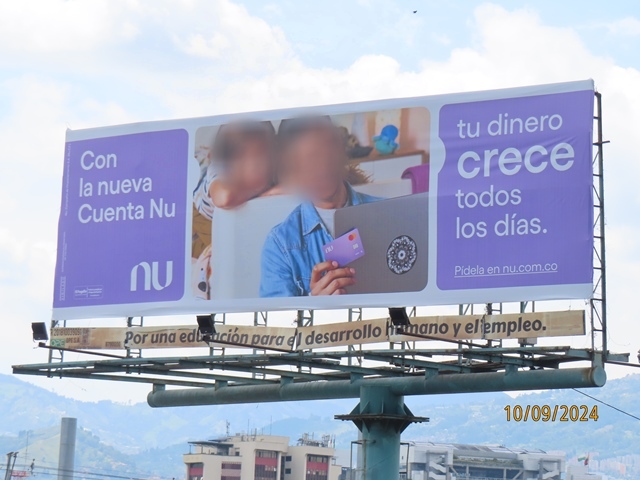 Con
la nueva
Cuenta Nu
nu
nu
tu dinero
crece
todos
los días.
Pídela en nu.com.co
Por una educación para el desarrollo humano y el empleo.
10/09/2024